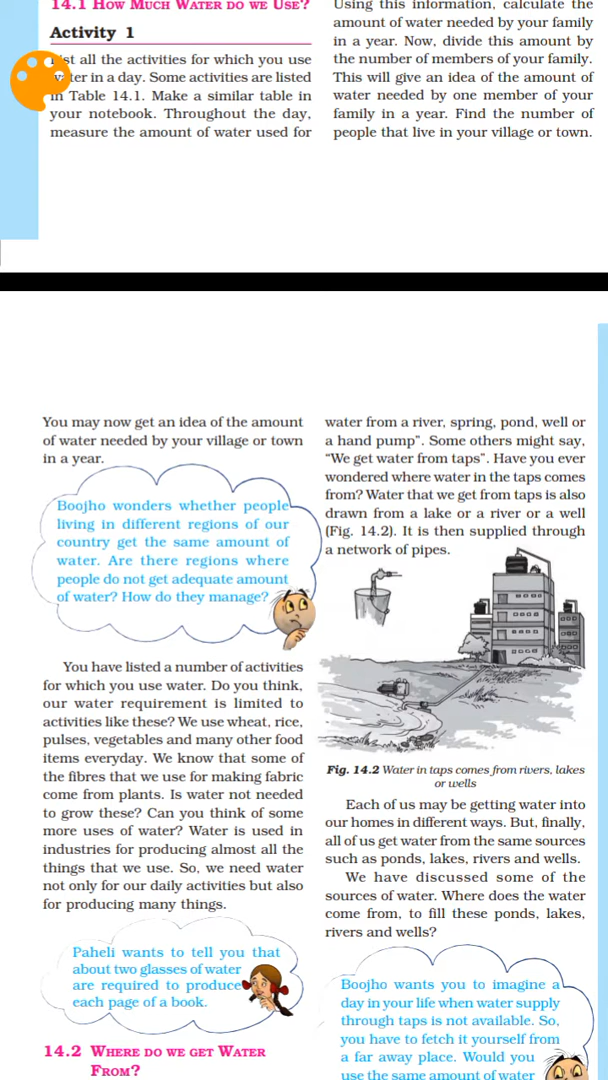 14.1 HOW MUCH WATER DO WE USE?
Activity 1
List all the activities for which you use
water in a day. Some activities are listed
in Table 14.1. Make a similar table in
your notebook. Throughout the day,
measure the amount of water used for
Using this information, calculate the
amount of water needed by your family
in a year. Now, divide this amount by
the number of members of your family.
This will give an idea of the amount of
water needed by one member of your
family in a year. Find the number of
people that live in your village or town.
You may now get an idea of the amount
of water needed by your village or town
in a year.
Boojho wonders whether people
living in different regions of our
country get the same amount of
water. Are there regions where
people do not get adequate amount
of water? How do they manage?
You have listed a number of activities
for which you use water. Do you think,
our water requirement is limited to
activities like these? We use wheat, rice,
pulses, vegetables and many other food
items everyday. We know that some of
the fibres that we use for making fabric
come from plants. Is water not needed
to grow these? Can you think of some
more uses of water? Water is used in
industries for producing almost all the
things that we use. So, we need water
not only for our daily activities but also
for producing many things.
Paheli wants to tell you that
about two glasses of water
are required to produce
each page of a book.
14.2 WHERE DO WE GET WATER
FROM?
water from a river, spring, pond, well or
a hand pump”. Some others might say,
“We get water from taps”. Have you ever
wondered where water in the taps comes
from? Water that we get from taps is also
drawn from a lake or a river or a well
(Fig. 14.2). It is then supplied through
a network of pipes.
Fig. 14.2 Water in taps comes from rivers, lakes
or wells
Each of us may be getting water into
our homes in different ways. But, finally,
all of us get water from the same sources
such as ponds, lakes, rivers and wells.
We have discussed some of the
sources of water. Where does the water
come from, to fill these ponds, lakes,
rivers and wells?
Boojho wants you to imagine a
day in your life when water supply
through taps is not available. So,
you have to fetch it yourself from
a far away place. Would you
use the same amount of water